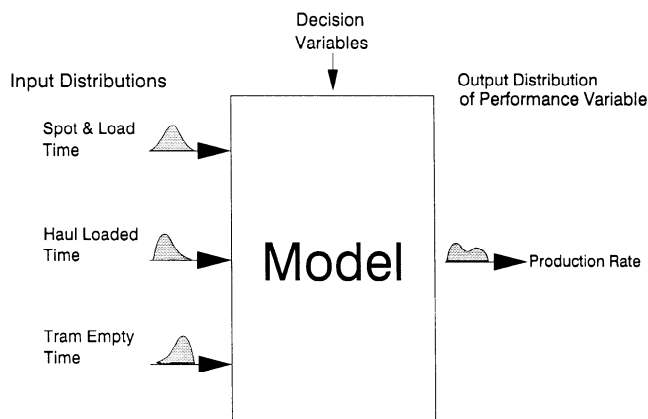 Decision
Variables
Input Distributions
Output Distribution
of Performance Variable
Spot & Load
Time
Haul Loaded
Time
Model
Production Rate
Tram Empty
Time